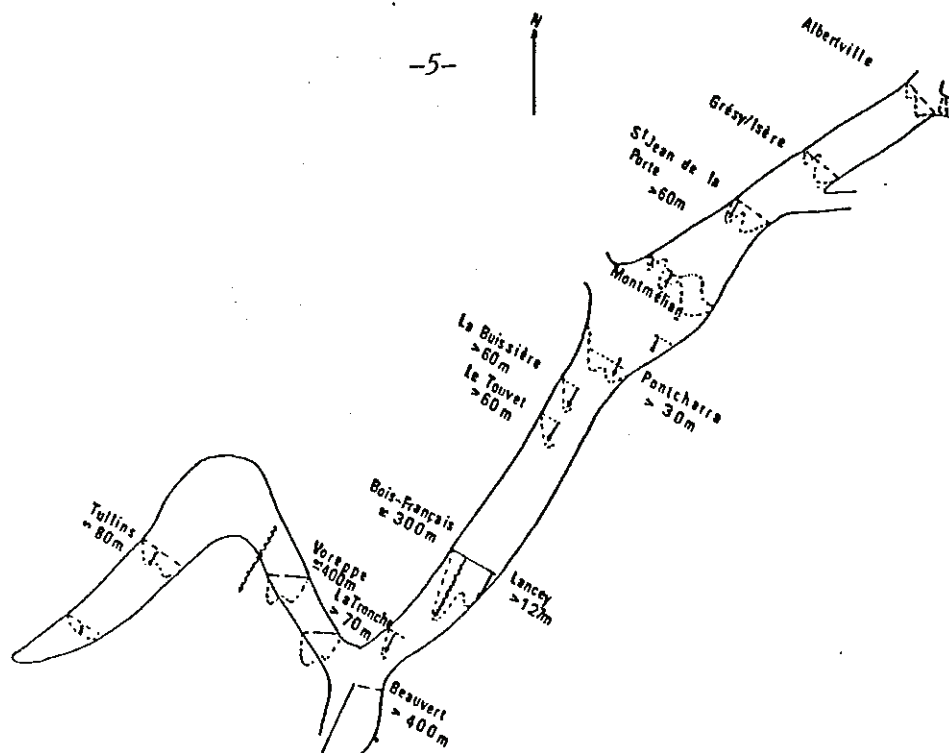 -5-
N
Albertville
Grésy/Isère
St Jean de la
Porte
>60m
Montmélian
La Buissière
>60m
Le Touvet
>60m
Pontcharra
> 30m
Bois-Français
≈ 300m
Lancey
>127m
Tullins
80m
Voreppe
≈400m
La Tronche
> 70m
Beauvert
> 400m